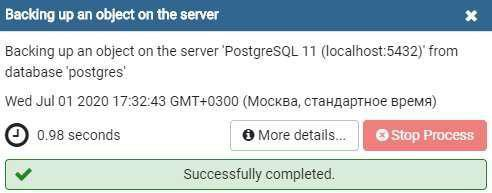 Backing up an object on the server
Backing up an object on the server 'PostgreSQL 11 (localhost:5432)' from
database 'postgres'
Wed Jul 01 2020 17:32:43 GMT+0300 (Москва, стандартное время)
0.98 seconds
More details...
Stop Process
Successfully completed.